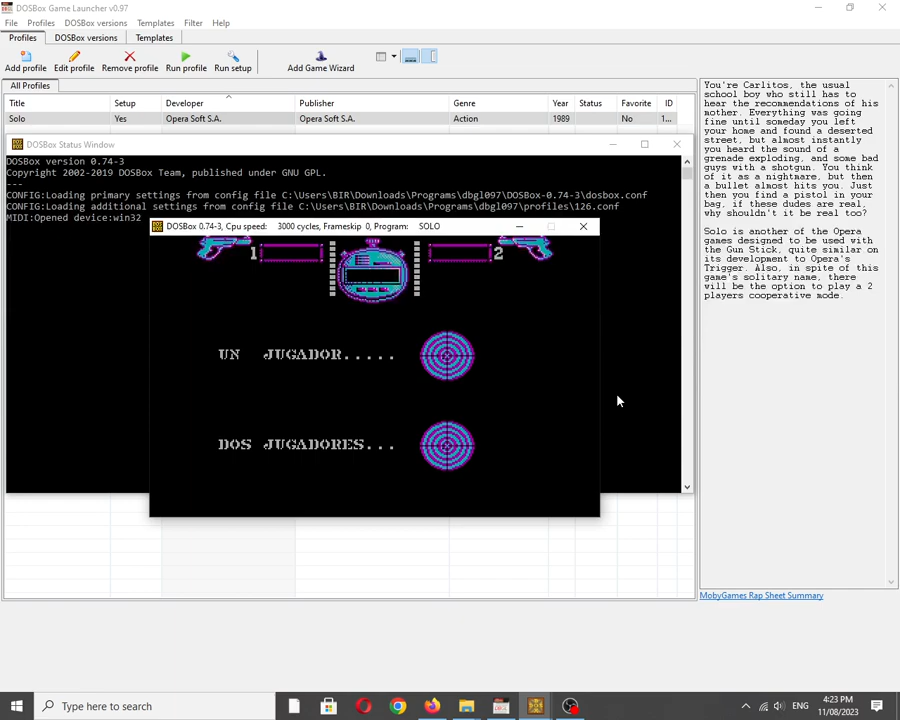 DOSBox Game Launcher v0.97
File Profiles DOSBox versions Templates Filter Help
Profiles DOSBox versions Templates
Add profile Edit profile Remove profile Run profile Run setup Add Game Wizard
All Profiles
Title Setup Developer Publisher Genre Year Status Favorite ID
Solo Yes Opera Soft S.A. Opera Soft S.A. Action 1989 No 1...
DOSBox Status Window
DOSBox version 0.74-3
Copyright 2002-2019 DOSBox Team, published under GNU GPL.
---
CONFIG:Loading primary settings from config file C:\Users\BIR\Downloads\Programs\dbgl097\DOSBox-0.74-3\dosbox.conf
CONFIG:Loading additional settings from config file C:\Users\BIR\Downloads\Programs\dbgl097\profiles\126.conf
MIDI:Opened device:win32
DOSBox 0.74-3, Cpu speed: 3000 cycles, Frameskip 0, Program: SOLO
1 2
UN JUGADOR.....
DOS JUGADORES...
You're Carlitos, the usual
school boy who still has to
hear the recommendations of his
mother. Everything was going
fine until someday you left
your home and found a deserted
street, but almost instantly
you heard the sound of a
grenade exploding, and some bad
guys with a shotgun. You think
of it as a nightmare, but then
a bullet almost hits you. Just
then you find a pistol in your
bag, if these dudes are real,
why shouldn't it be real too?
Solo is another of the Opera
games designed to be used with
the Gun Stick, quite similar on
its development to Opera's
Trigger. Also, in spite of this
game's solitary name, there
will be the option to play a 2
players cooperative mode.
MobyGames Rap Sheet Summary
Type here to search
ENG
4:23 PM
11/08/2023